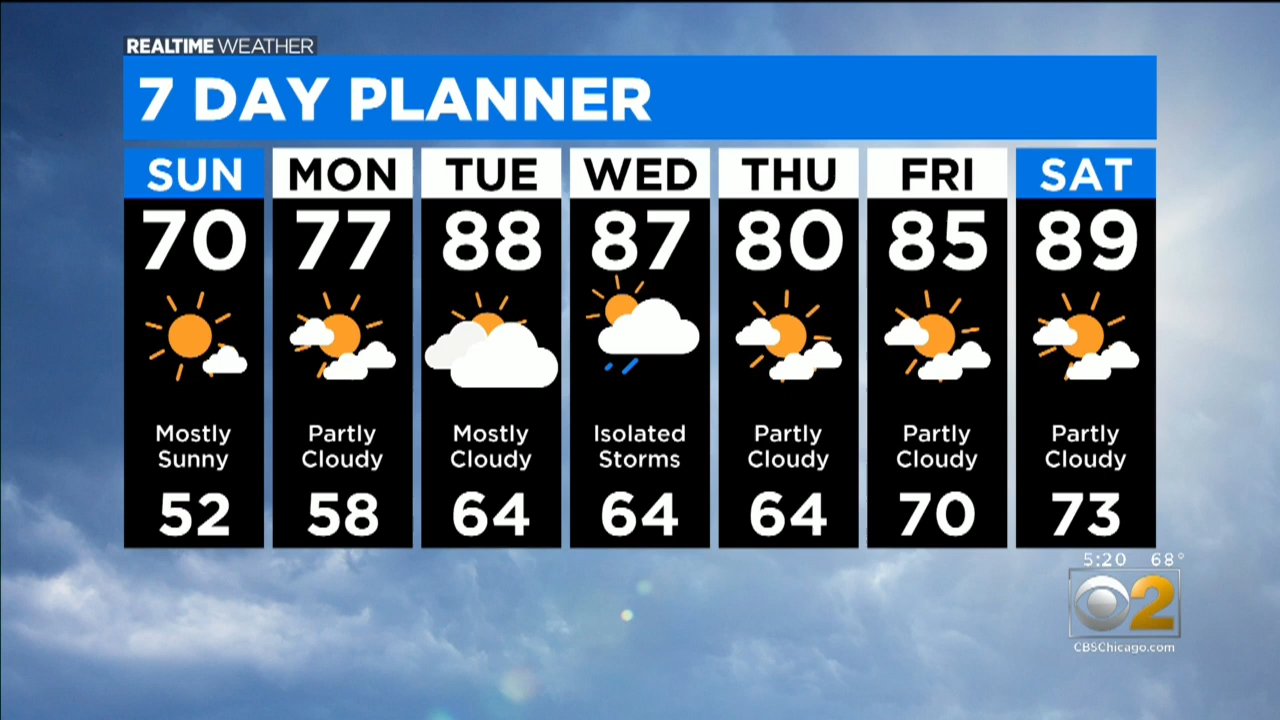 REALTIME WEATHER
7 DAY PLANNER
SUN MON TUE WED THU FRI SAT
70 77 88 87 80 85 89
Mostly Partly Mostly Isolated Partly Partly Partly
Sunny Cloudy Cloudy Storms Cloudy Cloudy Cloudy
52 58 64 64 64 70 73
5:20 68°
2
CBSChicago.com